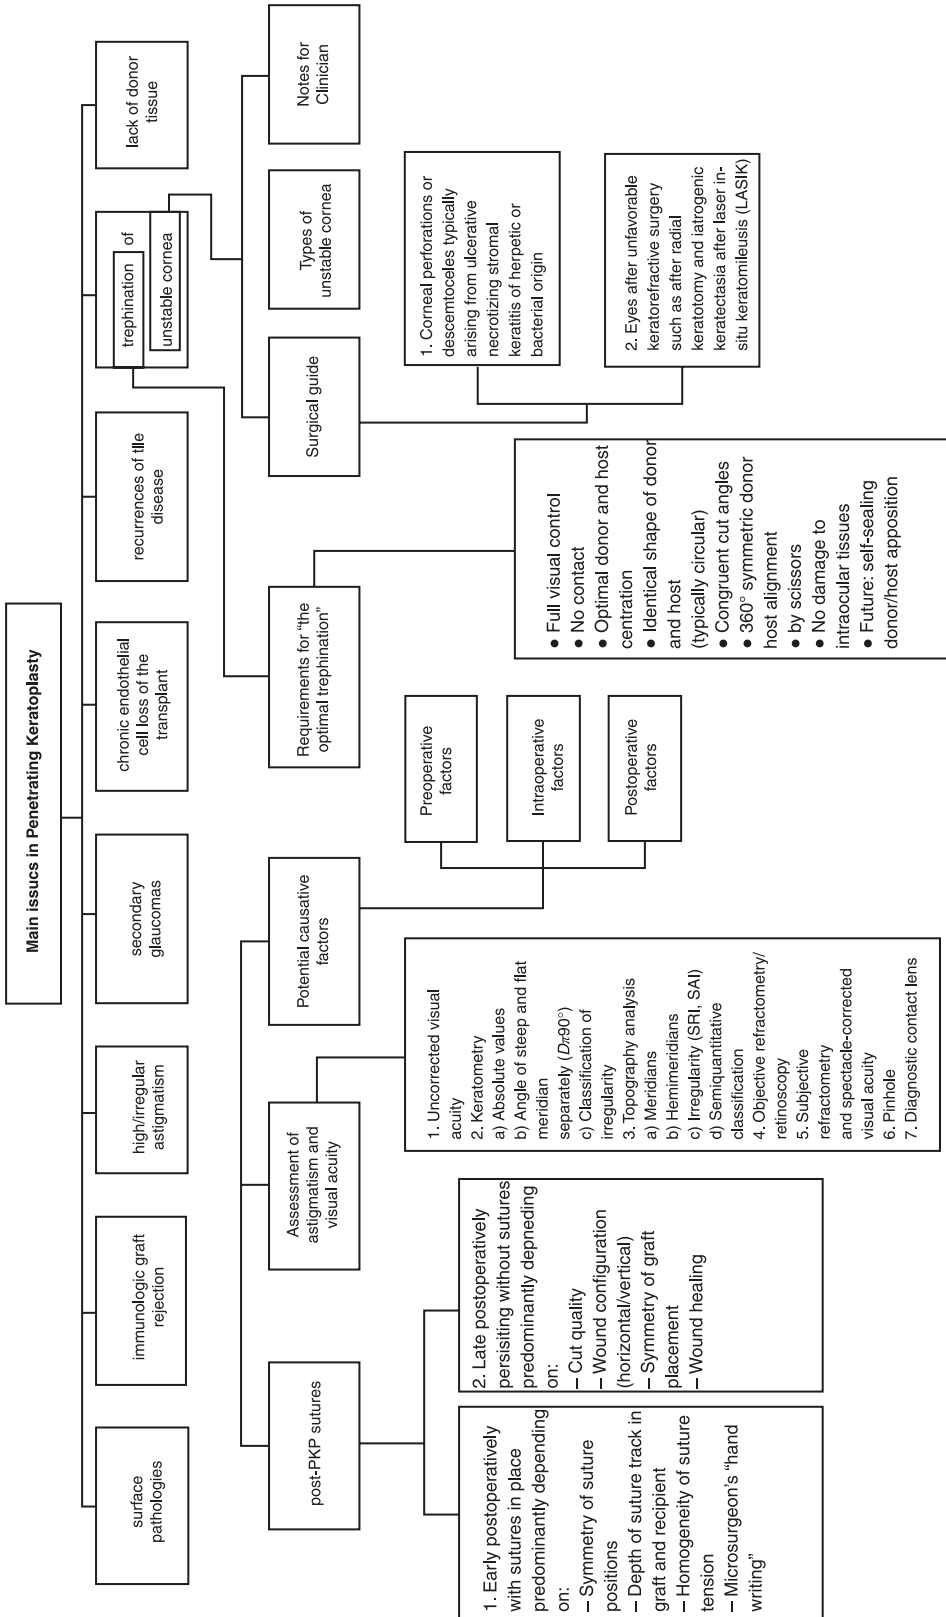 Main issucs in Penetrating Keratoplasty
surface
pathologies
immunologic graft
rejection
high/irregular
astigmatism
secondary
glaucomas
chronic endothelial
cell loss of the
transplant
recurrences of tlle
disease
trephination of
unstable cornea
lack of donor
tissue
post-PKP sutures
Assessment of
astigmatism and
visual acuity
Potential causative
factors
Requirements for “the
optimal trephination”
Surgical guide
Types of
unstable cornea
Notes for
Clinician
1. Early postoperatively
with sutures in place
predominantly depending
on:
– Symmetry of suture
positions
– Depth of suture track in
graft and recipient
– Homogeneity of suture
tension
– Microsurgeon’s “hand
writing”
2. Late postoperatively
persisiting without sutures
predominantly depneding
on:
– Cut quality
– Wound configuration
(horizontal/vertical)
– Symmetry of graft
placement
– Wound healing
1. Uncorrected visual
acuity
2. Keratometry
a) Absolute values
b) Angle of steep and flat
meridian
separately (Dπ90°)
c) Classification of
irregularity
3. Topography analysis
a) Meridians
b) Hemimeridians
c) Irregularity (SRI, SAI)
d) Semiquantitative
classification
4. Objective refractometry/
retinoscopy
5. Subjective
refractometry
and spectacle-corrected
visual acuity
6. Pinhole
7. Diagnostic contact lens
Preoperative
factors
Intraoperative
factors
Postoperative
factors
● Full visual control
● No contact
● Optimal donor and host
centration
● Identical shape of donor
and host
(typically circular)
● Congruent cut angles
● 360° symmetric donor
host alignment
● by scissors
● No damage to
intraocular tissues
● Future: self-sealing
donor/host apposition
1. Corneal perforations or
descemtoceles typically
arising from ulcerative
necrotizing stromal
keratitis of herpetic or
bacterial origin
2. Eyes after unfavorable
keratorefractive surgery
such as after radial
keratotomy and iatrogenic
keratectasia after laser in-
situ keratomileusis (LASIK)